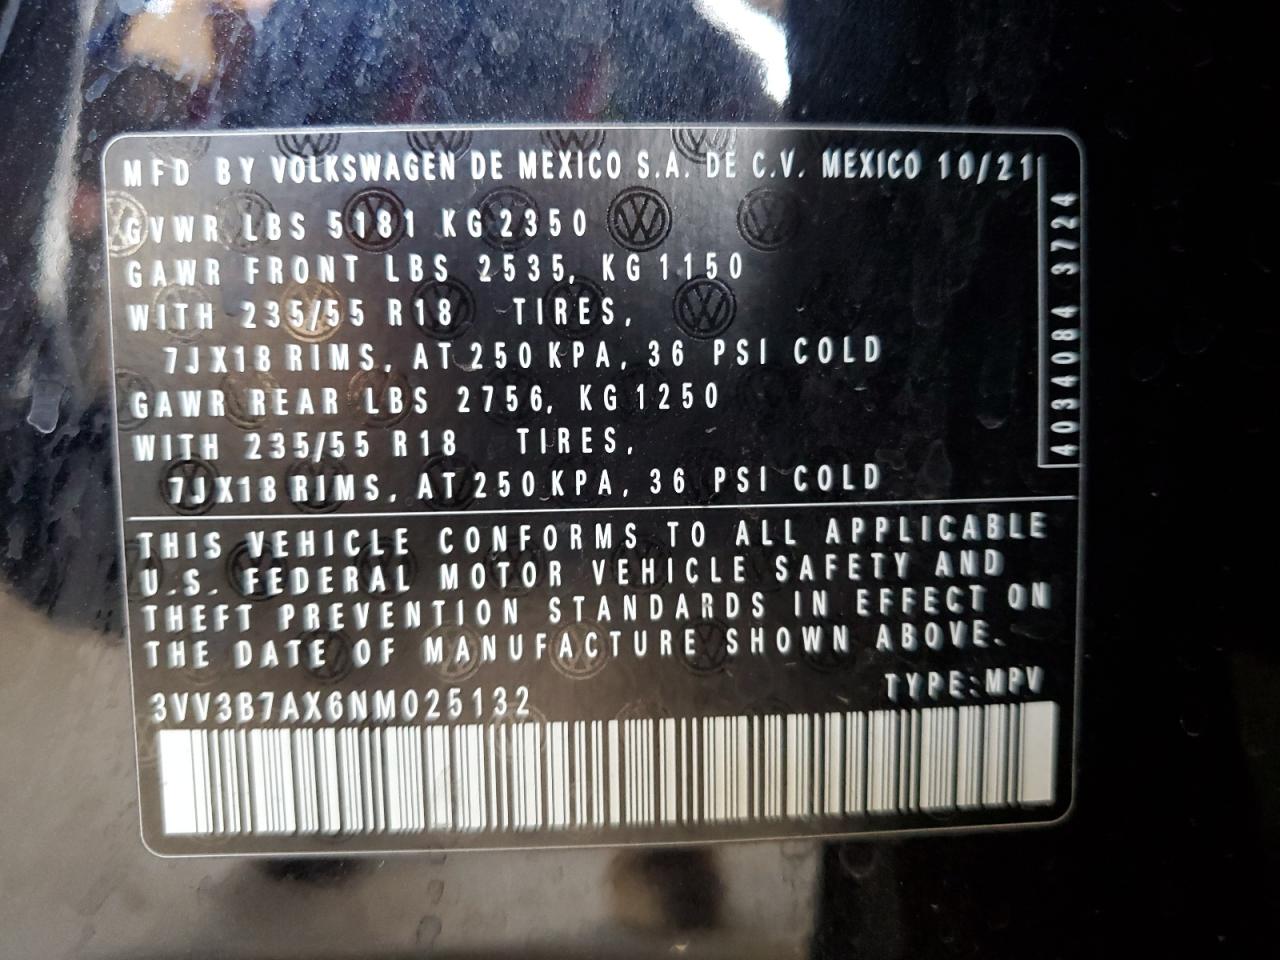 MFD BY VOLKSWAGEN DE MEXICO S.A. DE C.V. MEXICO 10/21
GVWR LBS 5181 KG 2350
GAWR FRONT LBS 2535, KG 1150
WITH 235/55 R18 TIRES,
7JX18 RIMS, AT 250 KPA, 36 PSI COLD
GAWR REAR LBS 2756, KG 1250
WITH 235/55 R18 TIRES,
7JX18 RIMS, AT 250 KPA, 36 PSI COLD
4034084 3724
THIS VEHICLE CONFORMS TO ALL APPLICABLE
U.S. FEDERAL MOTOR VEHICLE SAFETY AND
THEFT PREVENTION STANDARDS IN EFFECT ON
THE DATE OF MANUFACTURE SHOWN ABOVE.
TYPE: MPV
3VV3B7AX6NM025132